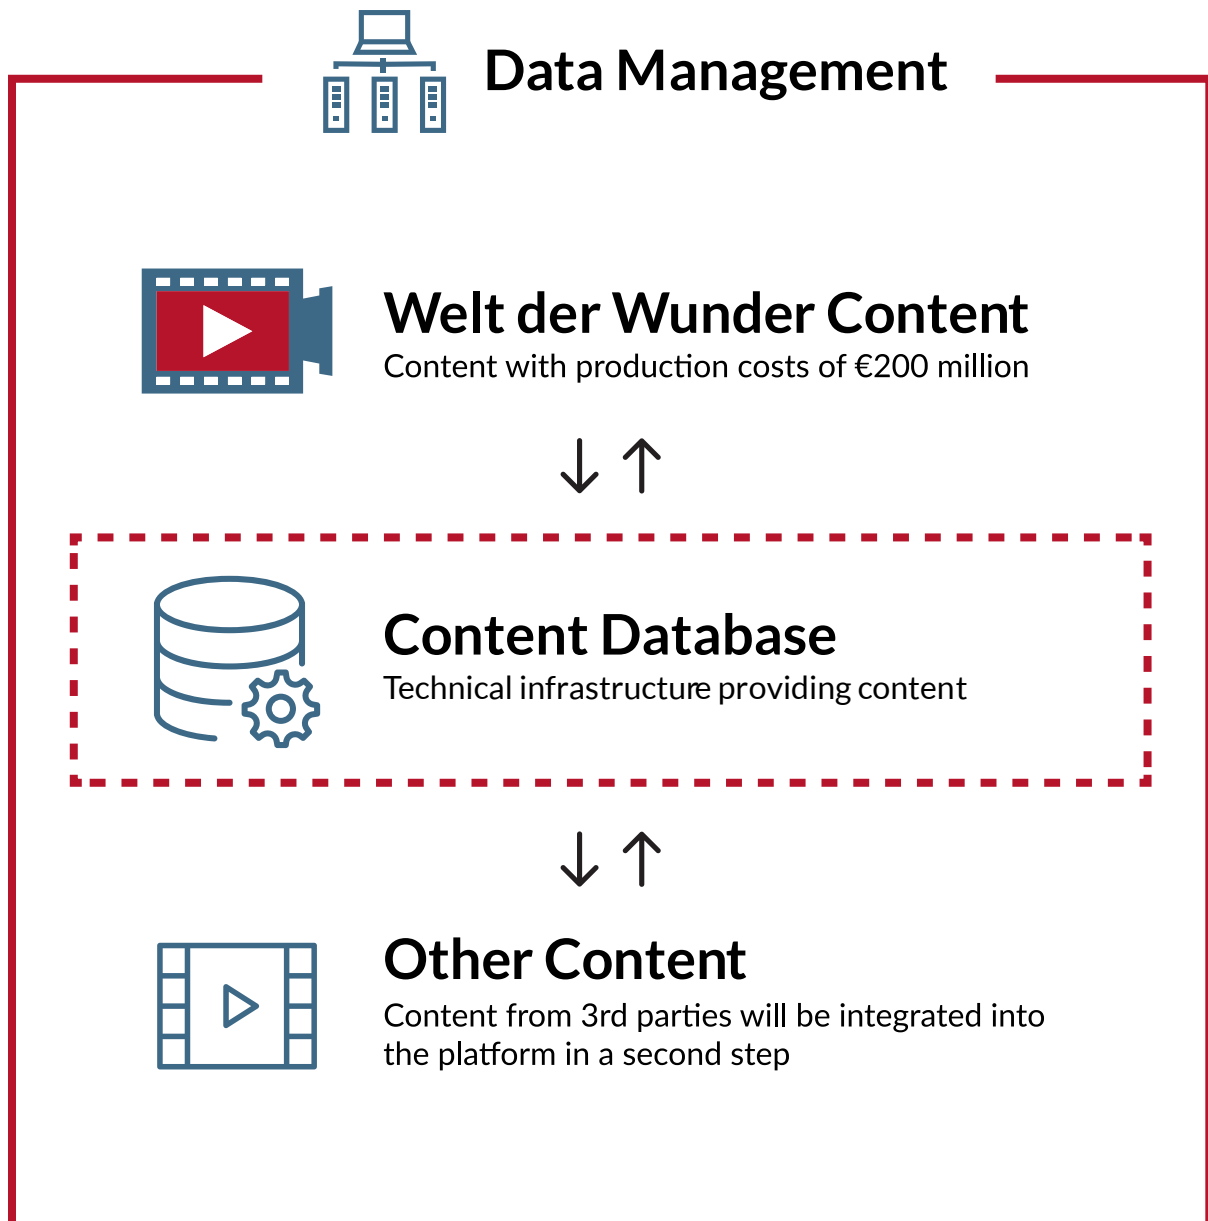 Data Management
Welt der Wunder Content
Content with production costs of €200 million
Content Database
Technical infrastructure providing content
Other Content
Content from 3rd parties will be integrated into
the platform in a second step